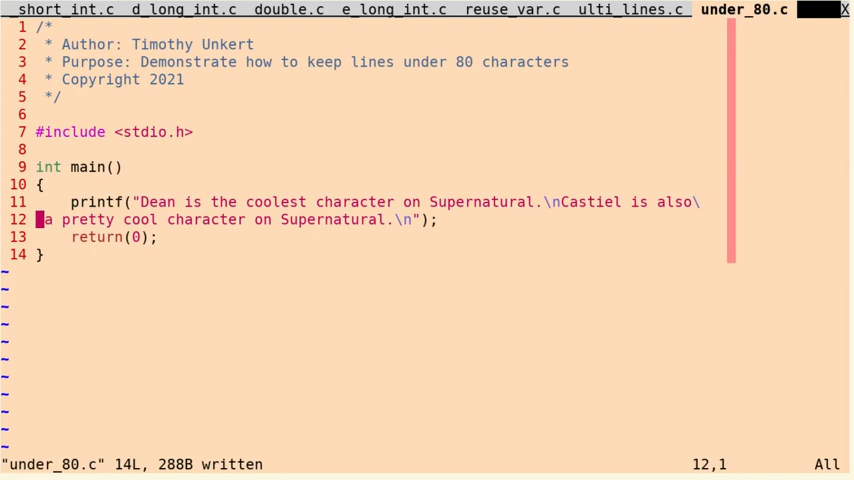 _short_int.c d_long_int.c double.c e_long_int.c reuse_var.c ulti_lines.c under_80.c X
1 /*
2  * Author: Timothy Unkert
3  * Purpose: Demonstrate how to keep lines under 80 characters
4  * Copyright 2021
5  */
6
7 #include <stdio.h>
8
9 int main()
10 {
11     printf("Dean is the coolest character on Supernatural.\nCastiel is also\
12  a pretty cool character on Supernatural.\n");
13     return(0);
14 }
~
~
~
~
~
~
~
~
~
~
~
"under_80.c" 14L, 288B written 12,1 All